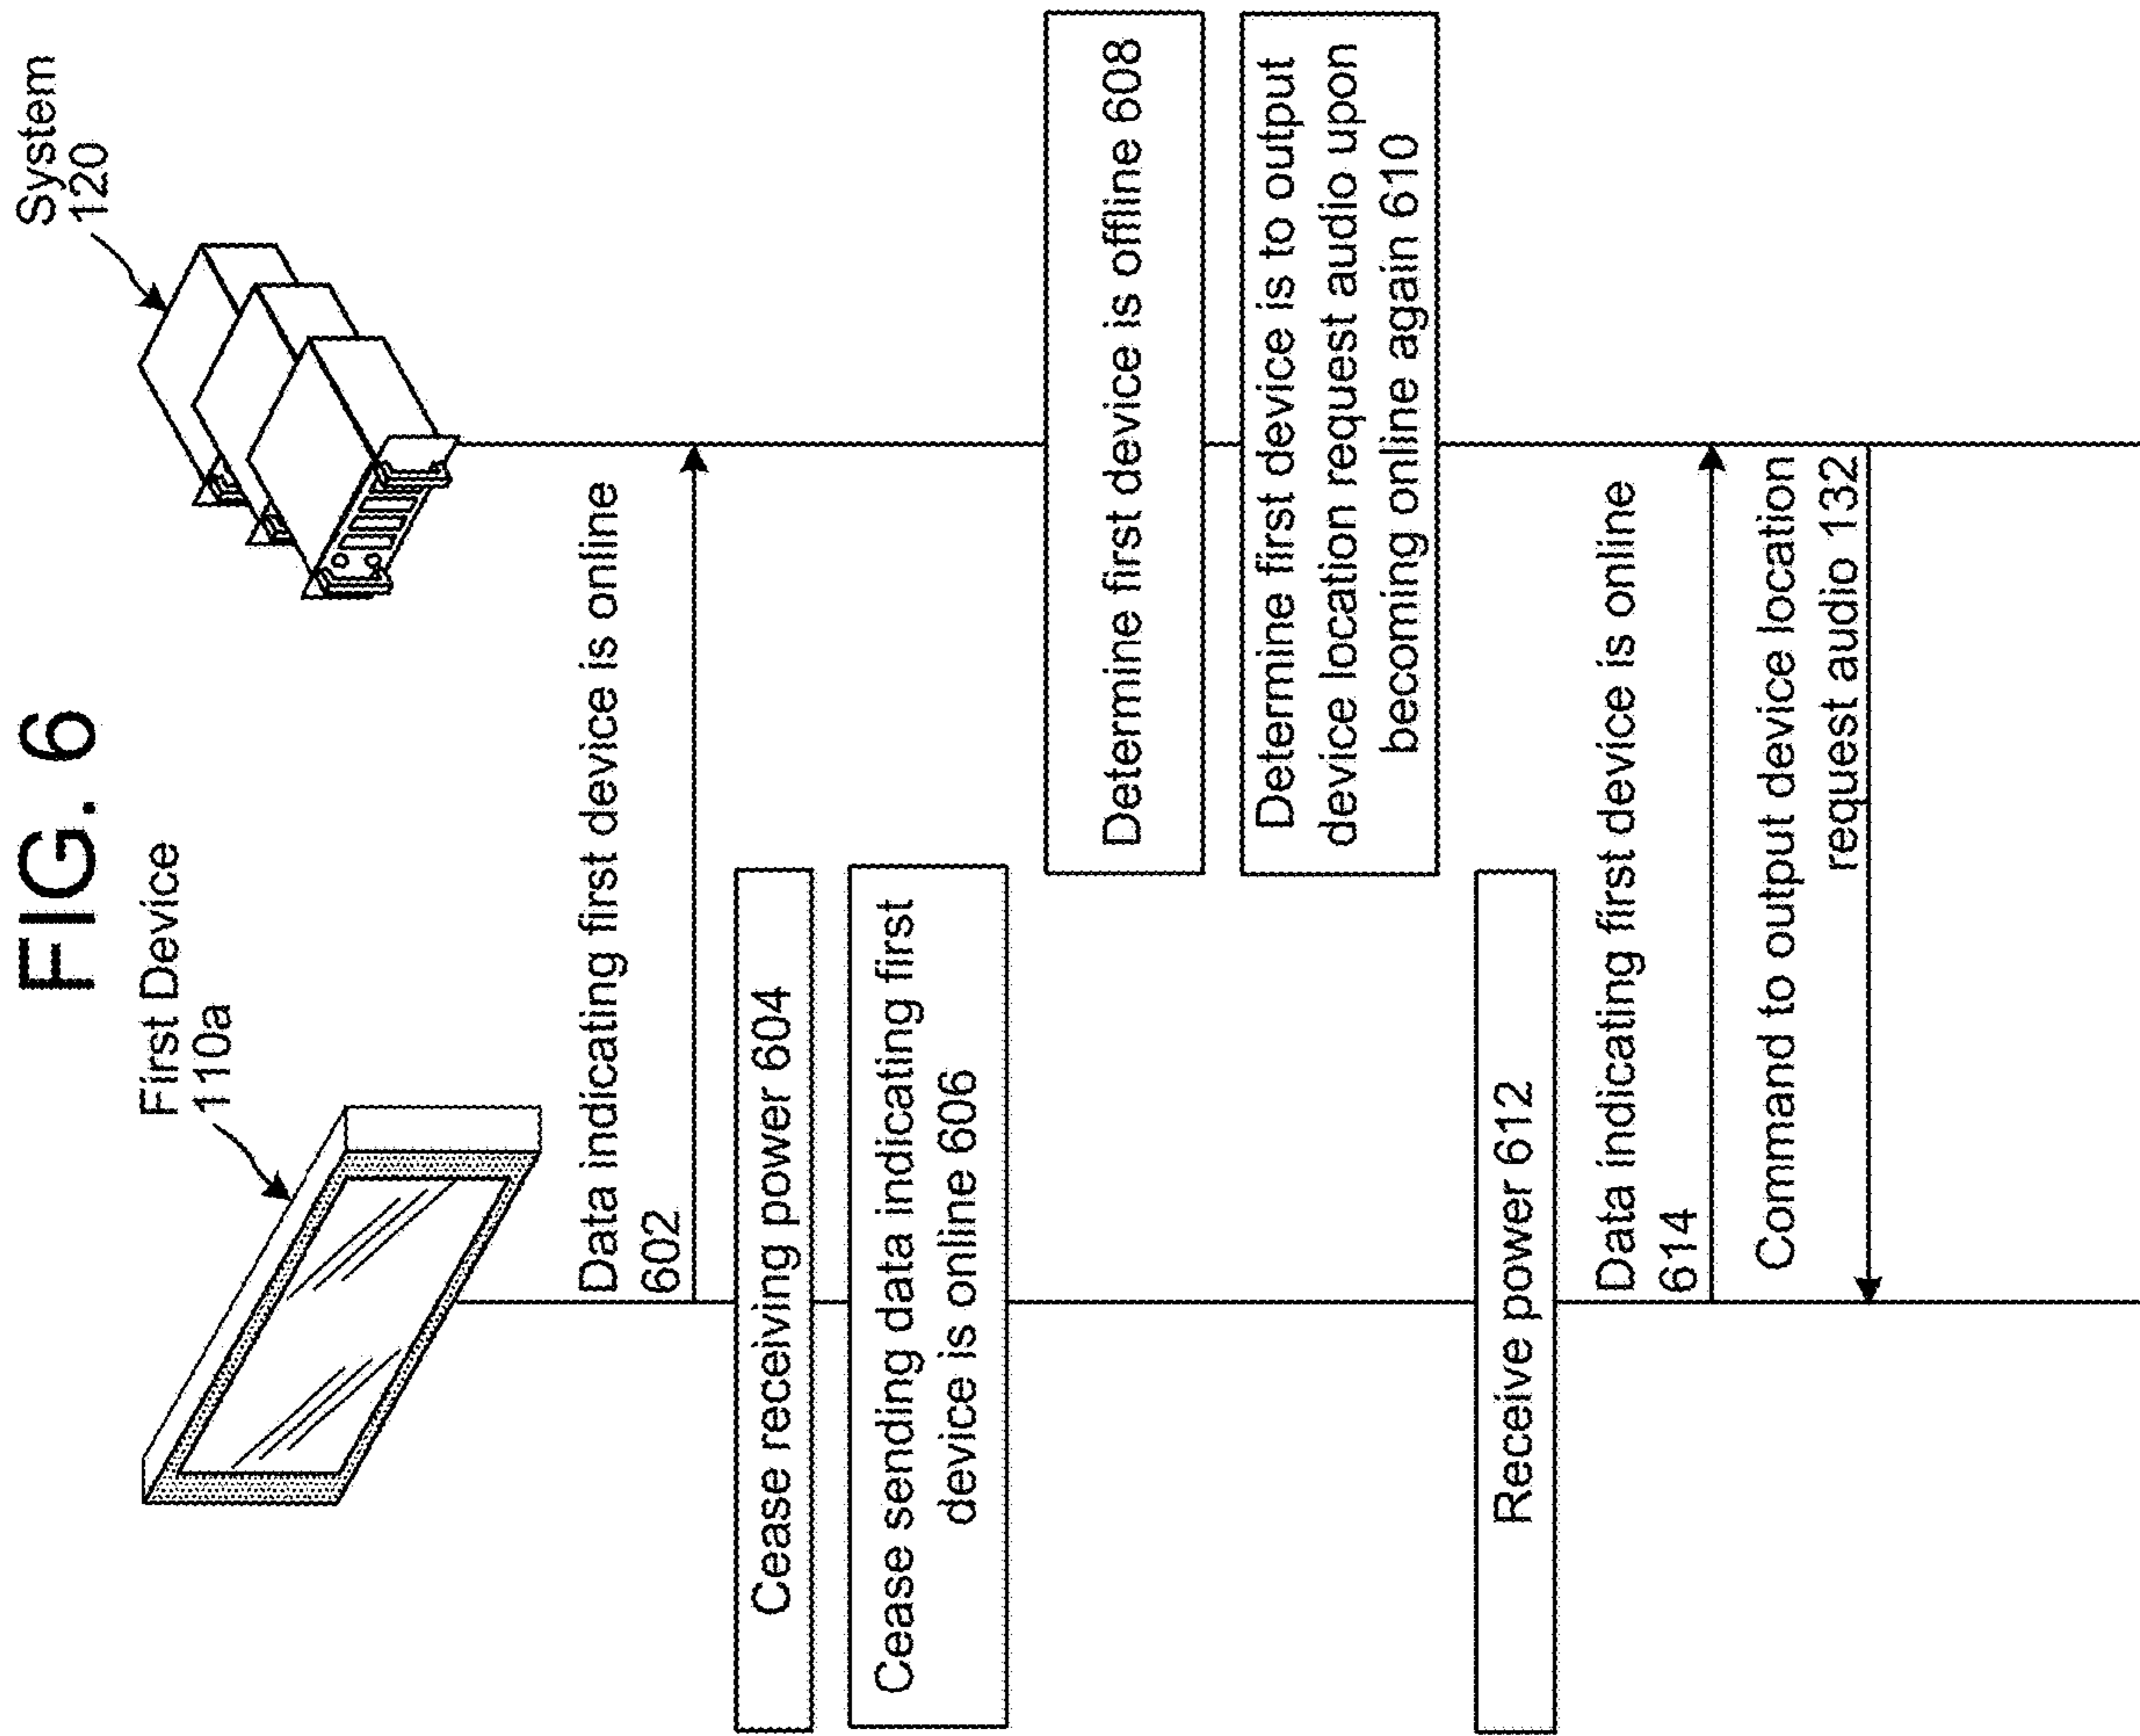 FIG. 6
First Device
110a
System
120
Data indicating first device is online
602
Cease receiving power 604
Cease sending data indicating first
device is online 606
Determine first device is offline 608
Determine first device is to output
device location request audio upon
becoming online again 610
Receive power 612
Data indicating first device is online
614
Command to output device location
request audio 132